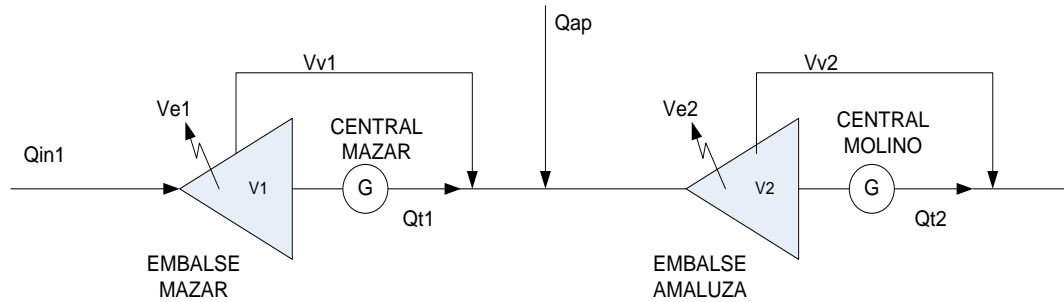 Qap
Vv1
Vv2
Ve1
Ve2
CENTRAL
MAZAR
CENTRAL
MOLINO
Qin1
V1
G
V2
G
Qt1
Qt2
EMBALSE
MAZAR
EMBALSE
AMALUZA